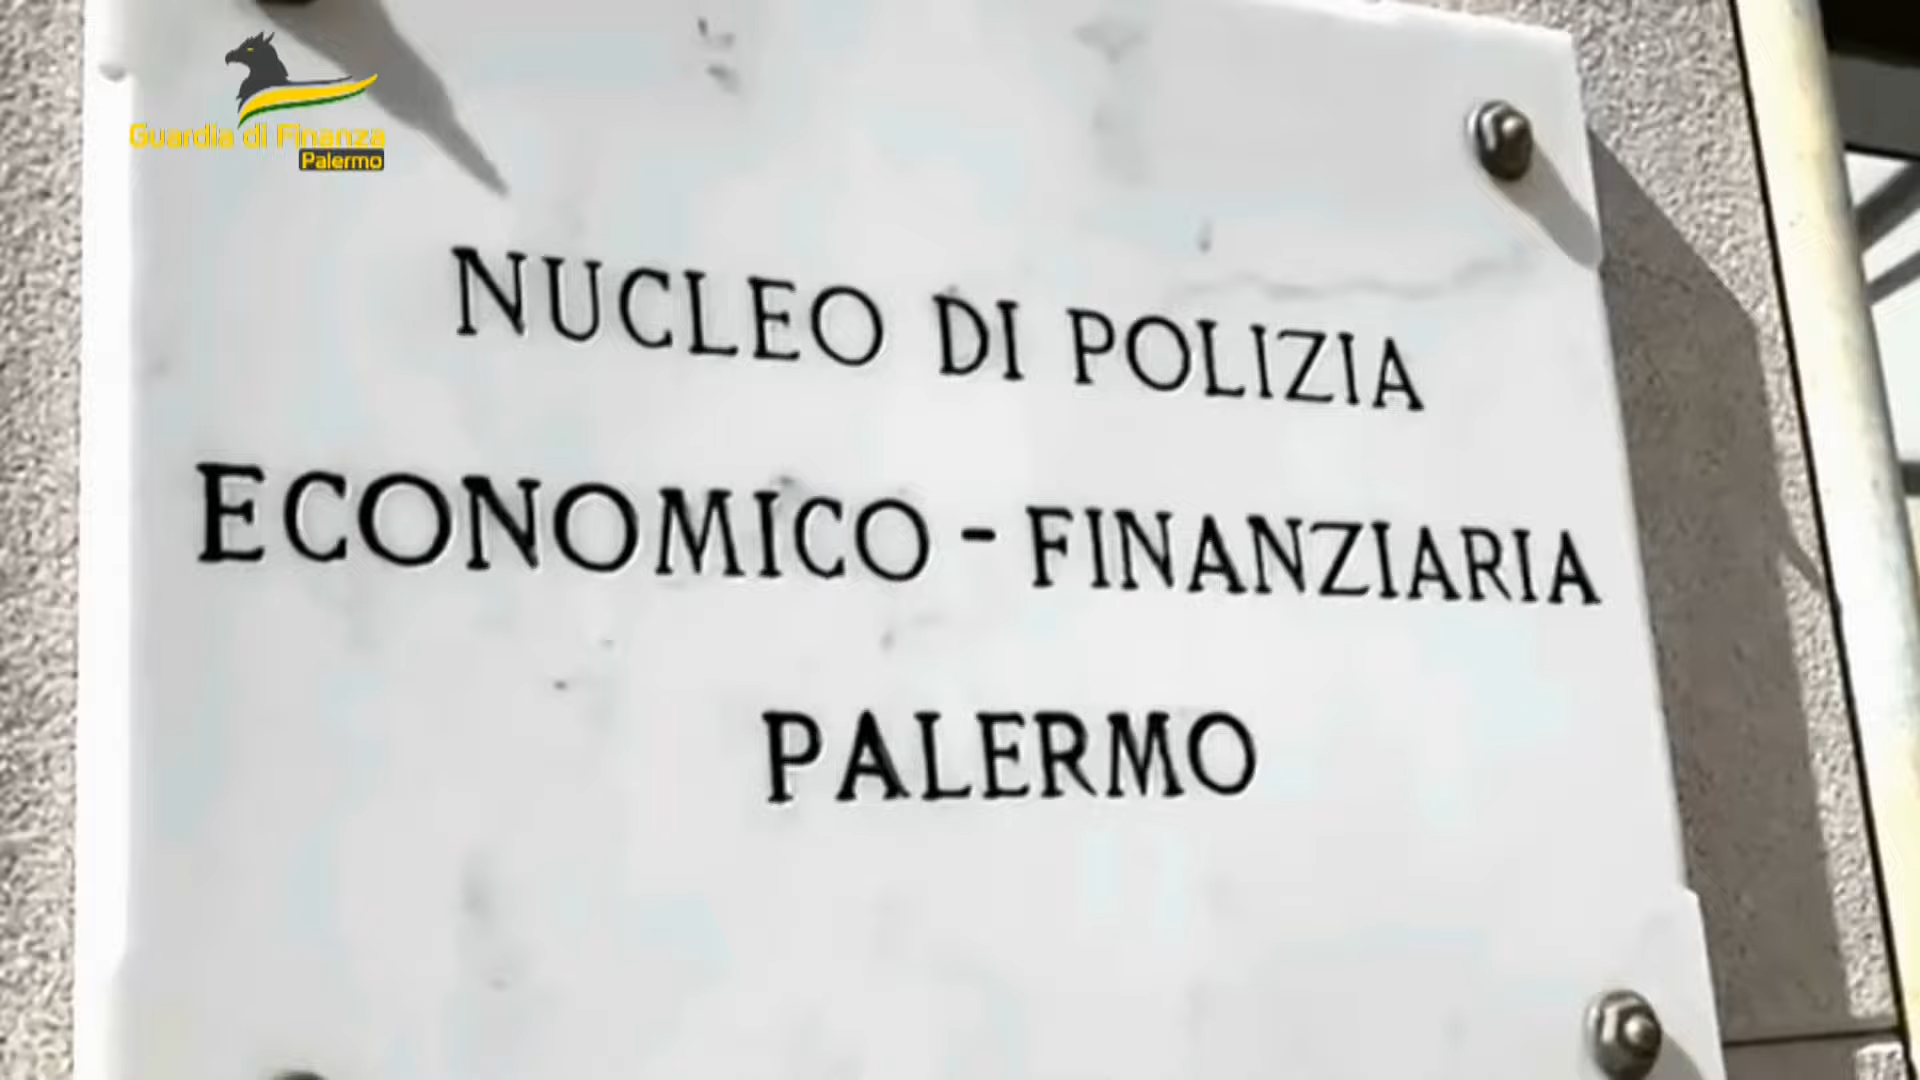 Guardia di Finanza
Palermo
NUCLEO DI POLIZIA
ECONOMICO - FINANZIARIA
PALERMO